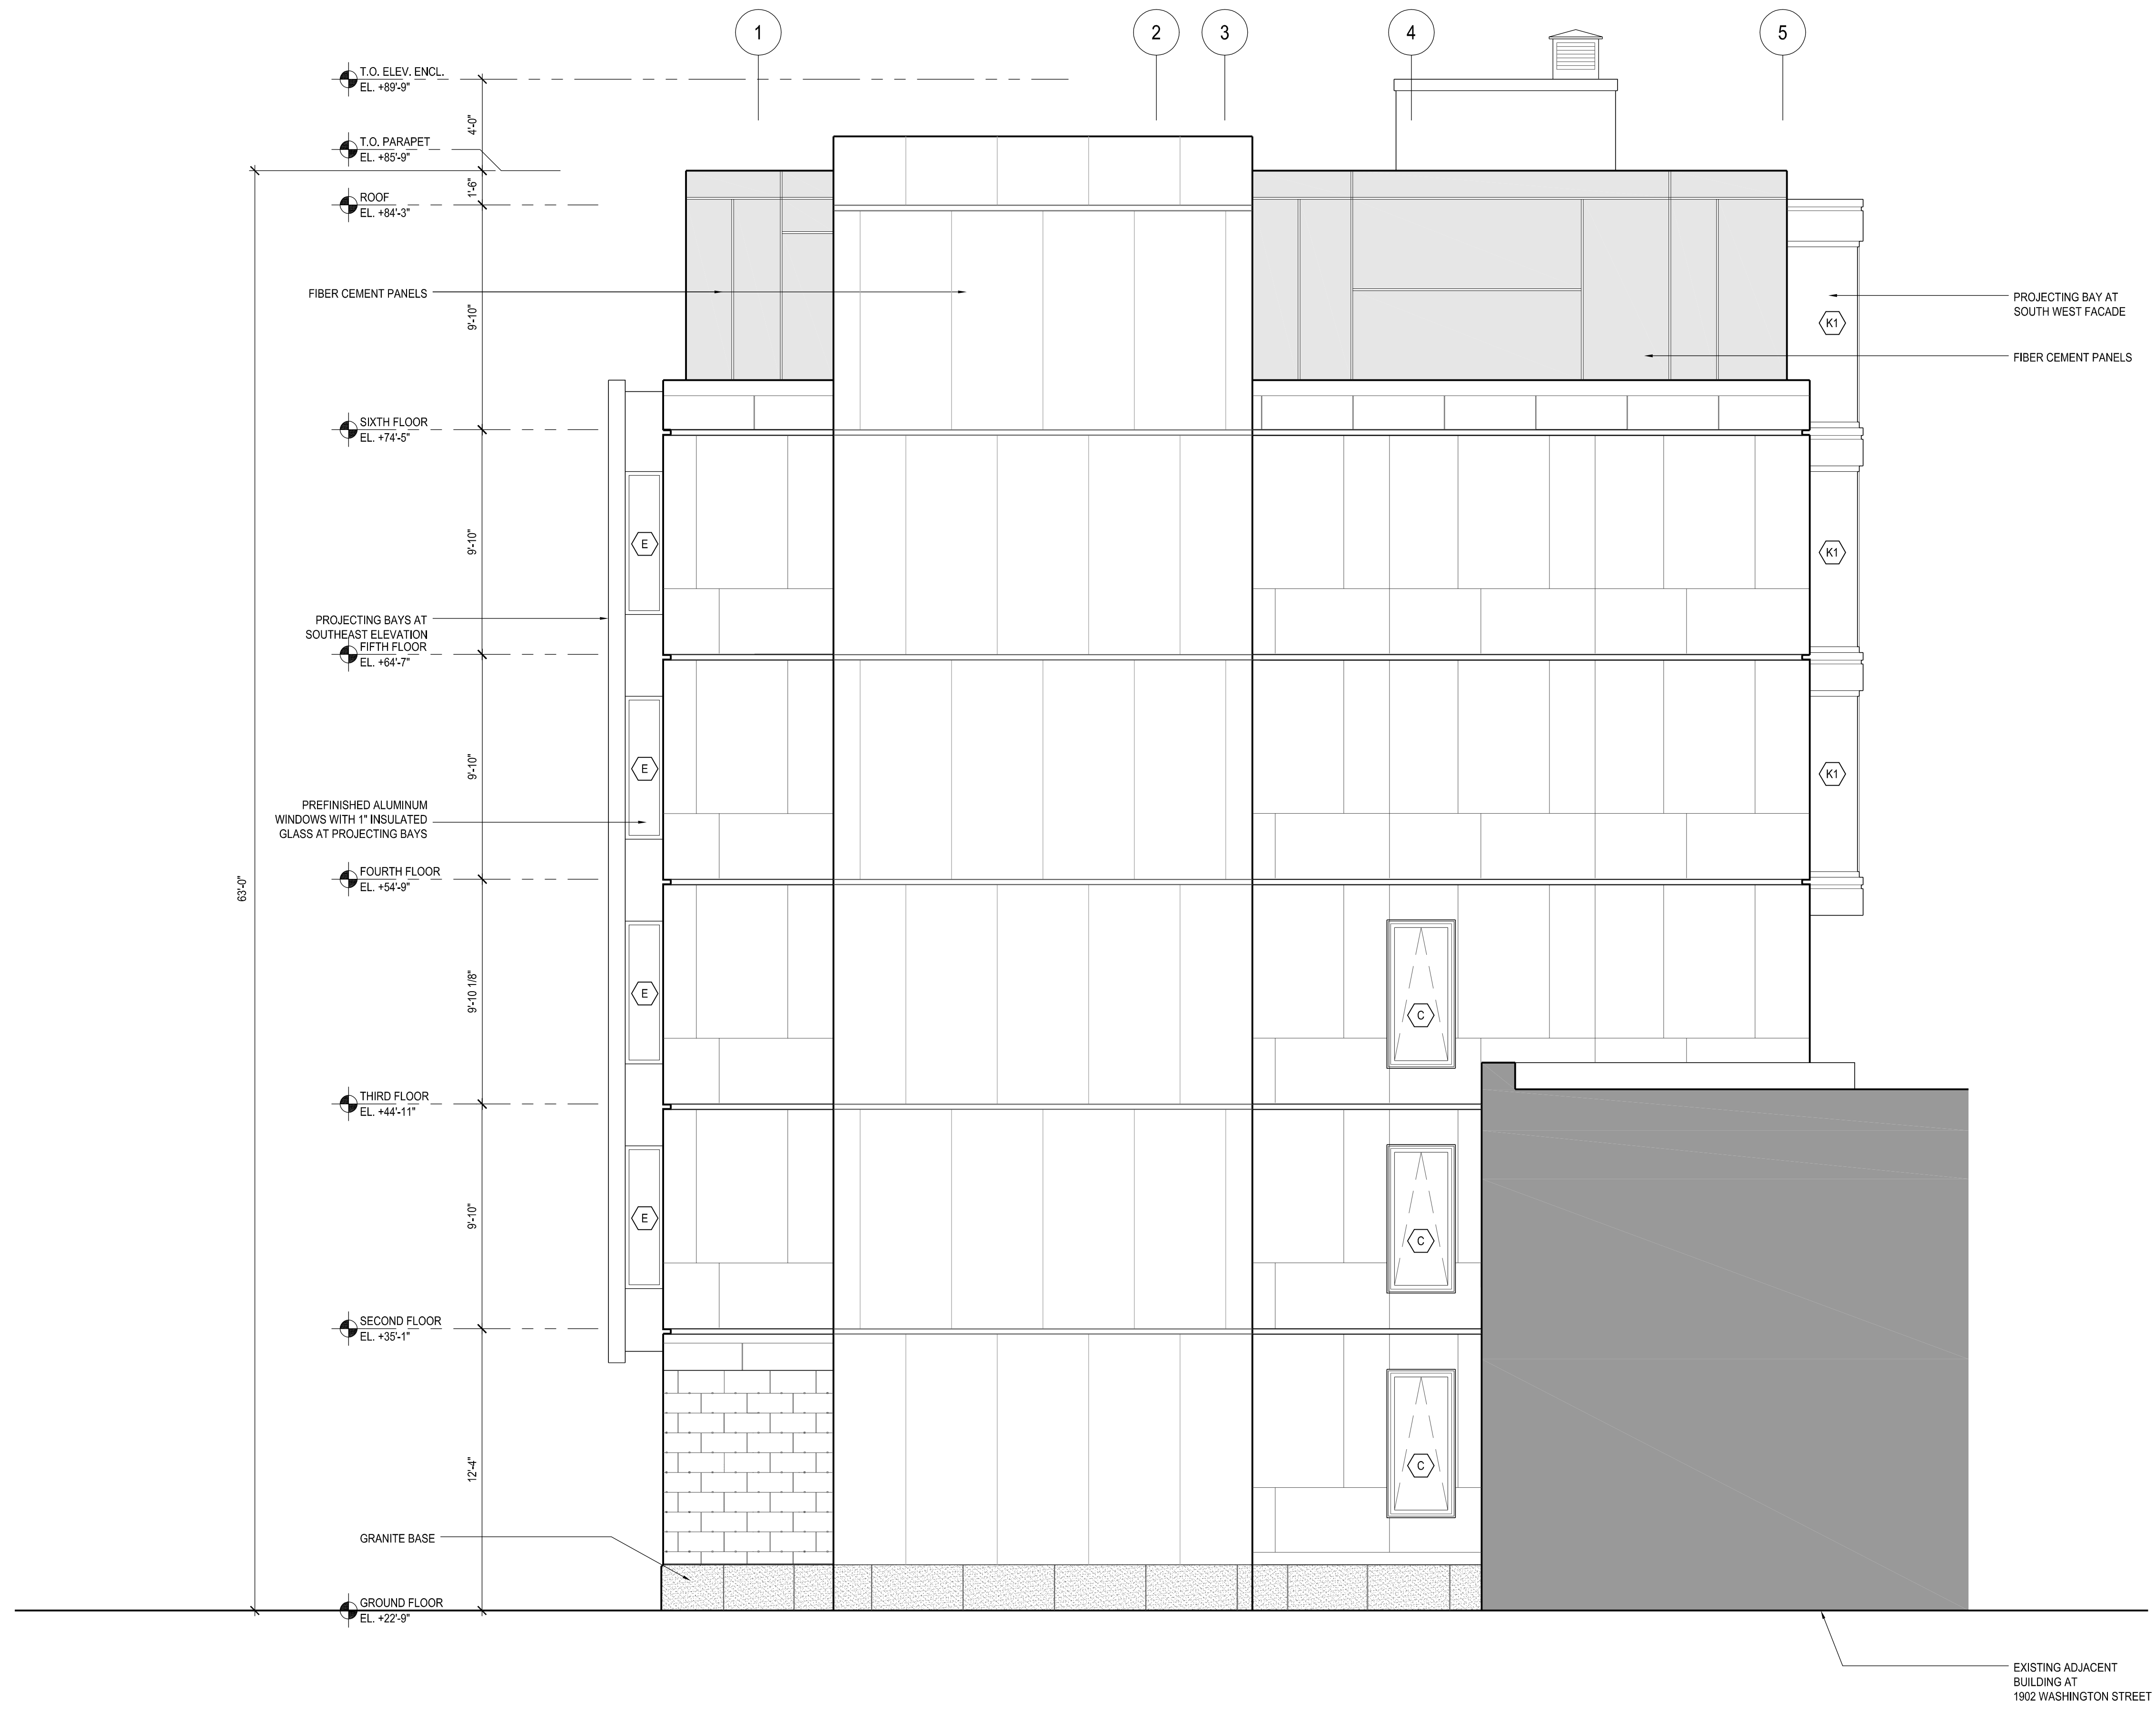 1
2
3
4
5
T.O. ELEV. ENCL.
EL. +89'-9"
4'-0"
T.O. PARAPET
EL. +85'-9"
1'-6"
ROOF
EL. +84'-3"
FIBER CEMENT PANELS
9'-10"
PROJECTING BAY AT
SOUTH WEST FACADE
K1
FIBER CEMENT PANELS
SIXTH FLOOR
EL. +74'-5"
9'-10"
E
K1
PROJECTING BAYS AT
SOUTHEAST ELEVATION
FIFTH FLOOR
EL. +64'-7"
9'-10"
E
K1
PREFINISHED ALUMINUM
WINDOWS WITH 1" INSULATED
GLASS AT PROJECTING BAYS
FOURTH FLOOR
EL. +54'-9"
63'-0"
9'-10 1/8"
E
C
THIRD FLOOR
EL. +44'-11"
9'-10"
E
C
SECOND FLOOR
EL. +35'-1"
12'-4"
C
GRANITE BASE
GROUND FLOOR
EL. +22'-9"
EXISTING ADJACENT
BUILDING AT
1902 WASHINGTON STREET